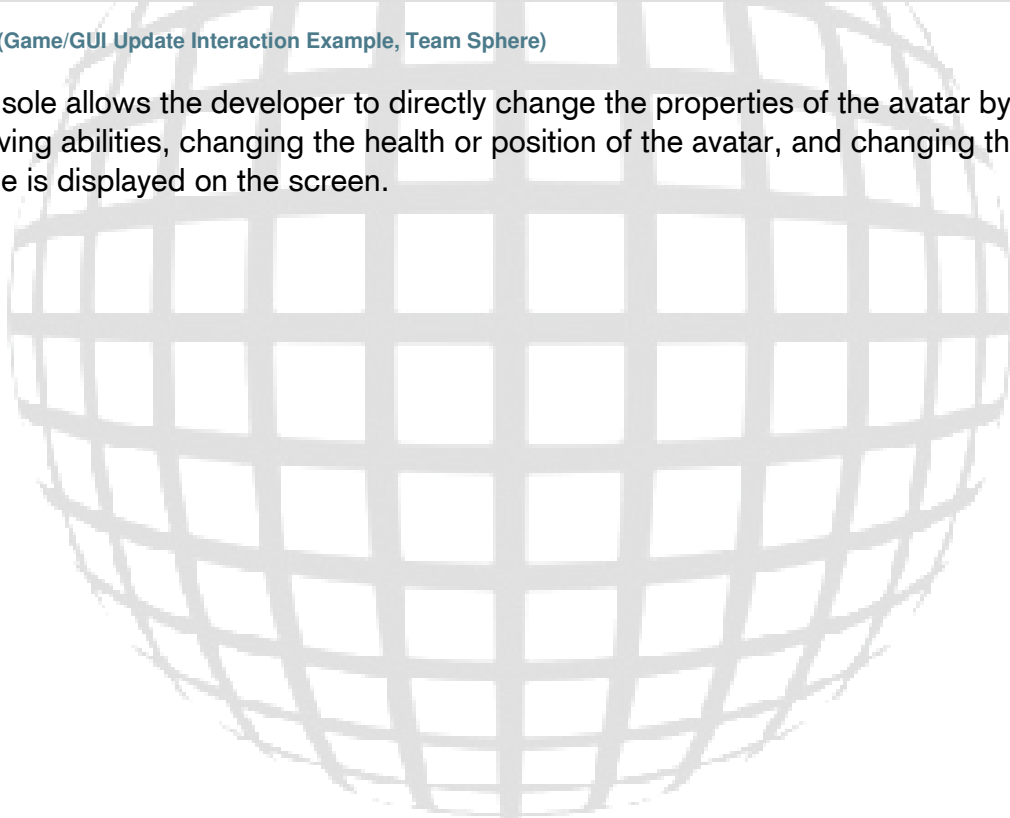 (Game/GUI Update Interaction Example, Team Sphere)
sole allows the developer to directly change the properties of the avatar by
ving abilities, changing the health or position of the avatar, and changing th
e is displayed on the screen.